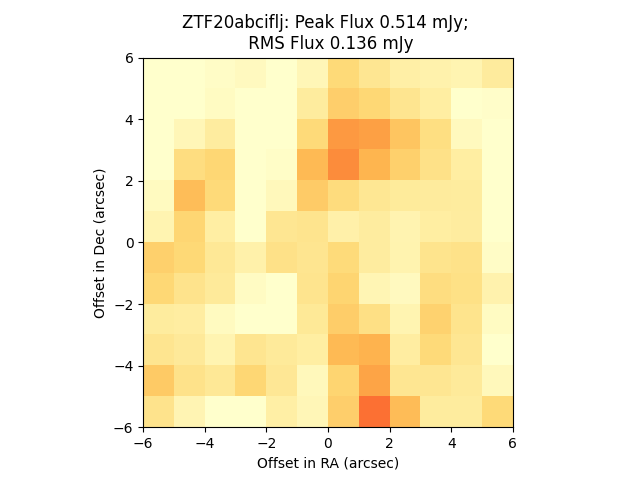 ZTF20abciflj: Peak Flux 0.514 mJy;
RMS Flux 0.136 mJy
6
4
2
0
−2
−4
−6
Offset in Dec (arcsec)
−6 −4 −2 0 2 4 6
Offset in RA (arcsec)